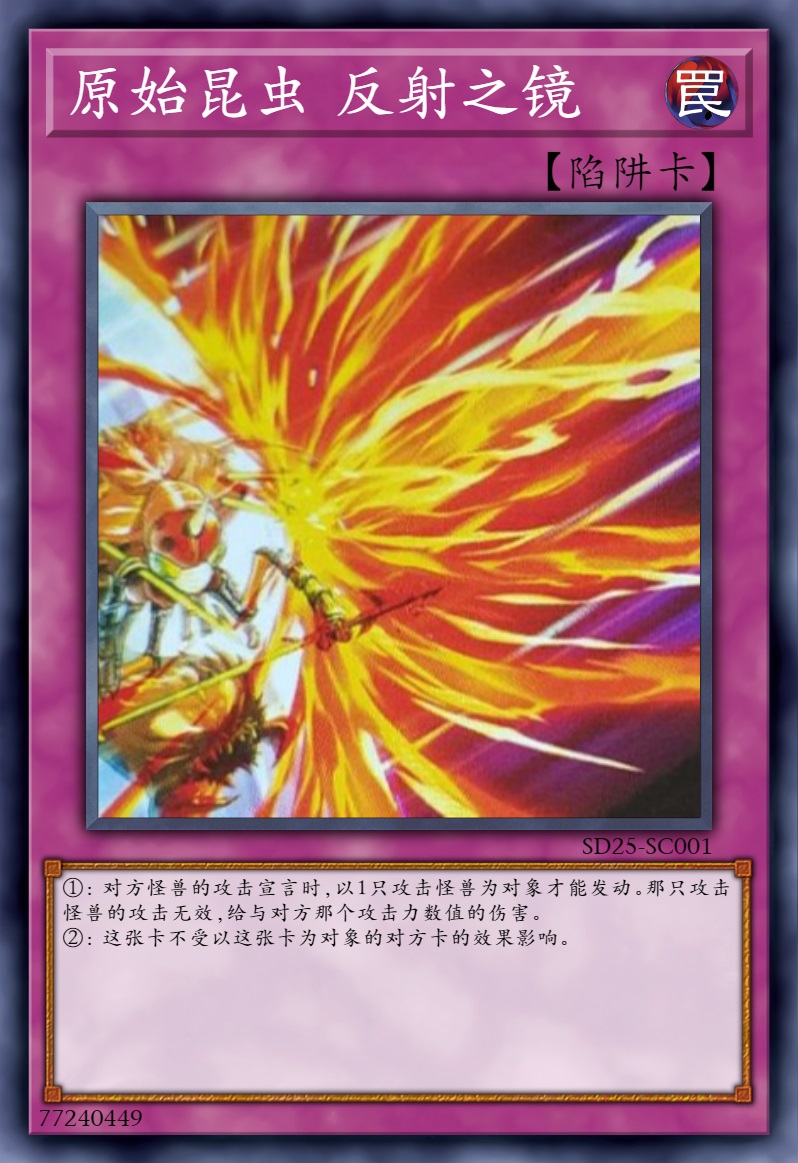 原始昆虫 反射之镜 罠
【陷阱卡】
SD25-SC001
①：对方怪兽的攻击宣言时，以1只攻击怪兽为对象才能发动。那只攻击
怪兽的攻击无效，给与对方那个攻击力数值的伤害。
②：这张卡不受以这张卡为对象的对方卡的效果影响。
77240449